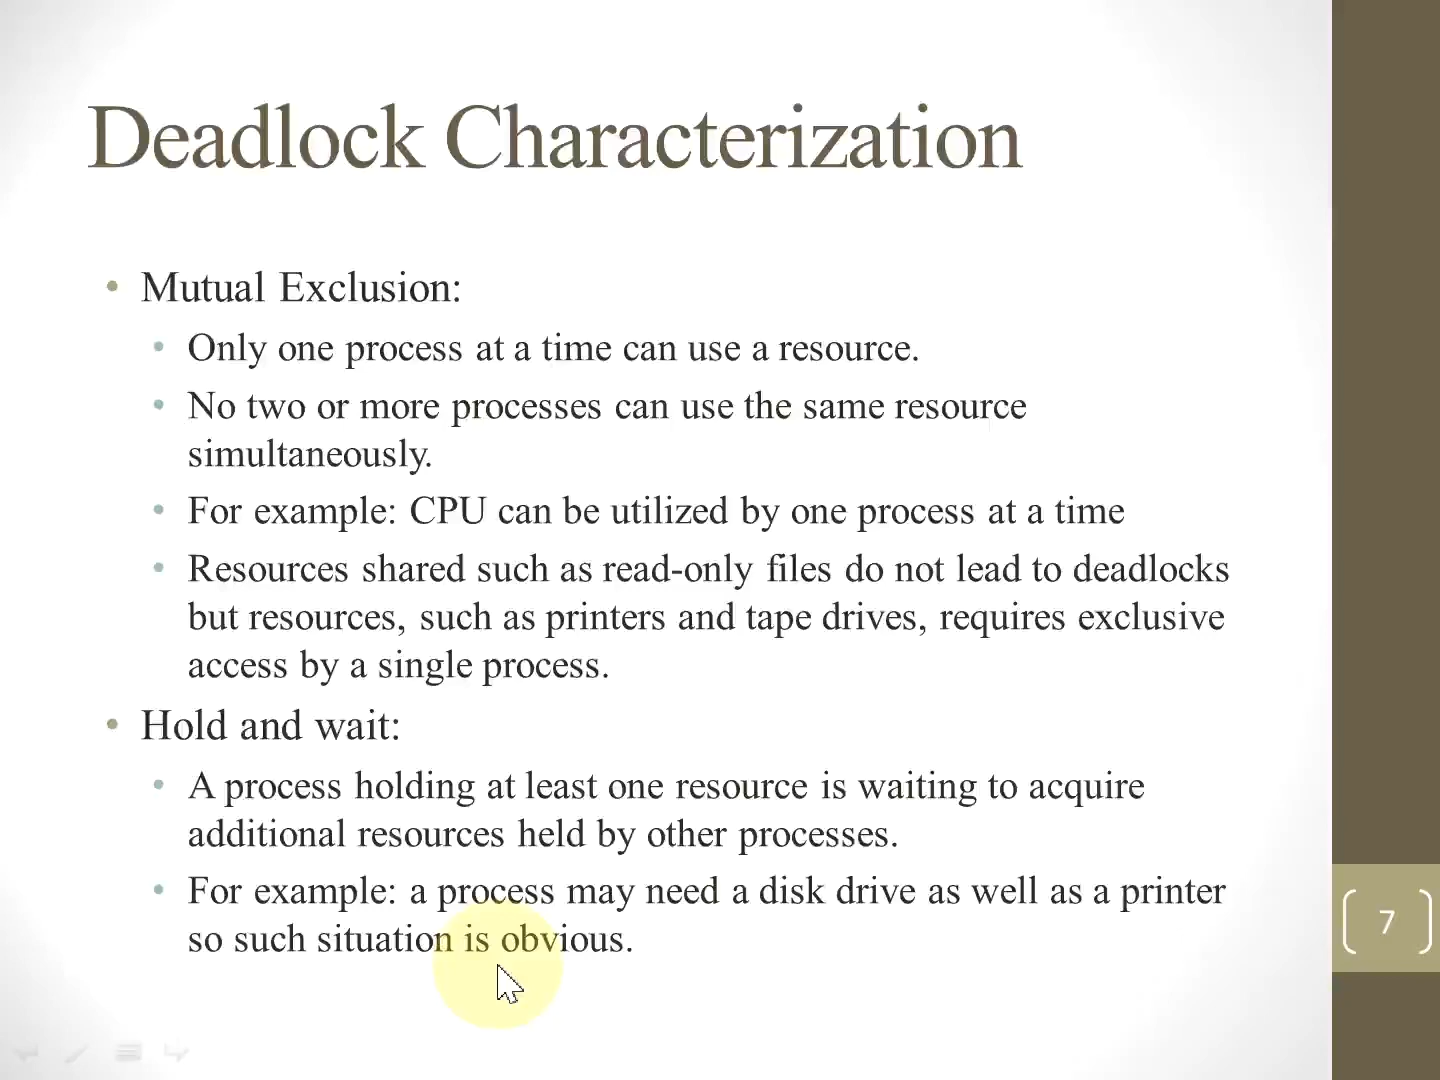 Deadlock Characterization
• Mutual Exclusion:
• Only one process at a time can use a resource.
• No two or more processes can use the same resource
simultaneously.
• For example: CPU can be utilized by one process at a time
• Resources shared such as read-only files do not lead to deadlocks
but resources, such as printers and tape drives, requires exclusive
access by a single process.
• Hold and wait:
• A process holding at least one resource is waiting to acquire
additional resources held by other processes.
• For example: a process may need a disk drive as well as a printer
so such situation is obvious.
7